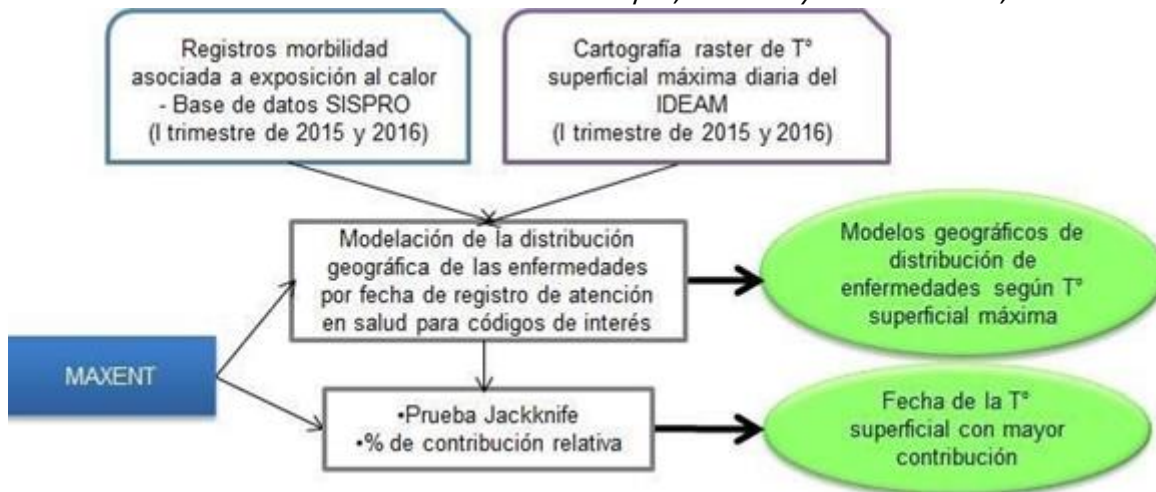 Registros morbilidad
asociada a exposición al calor
- Base de datos SISPRO
(I trimestre de 2015 y 2016)
Cartografía raster de T°
superficial máxima diaria del
IDEAM
(I trimestre de 2015 y 2016)
Modelación de la distribución
geográfica de las enfermedades
por fecha de registro de atención
en salud para códigos de interés
Modelos geográficos de
distribución de
enfermedades según T°
superficial máxima
MAXENT
•Prueba Jackknife
•% de contribución relativa
Fecha de la T°
superficial con mayor
contribución